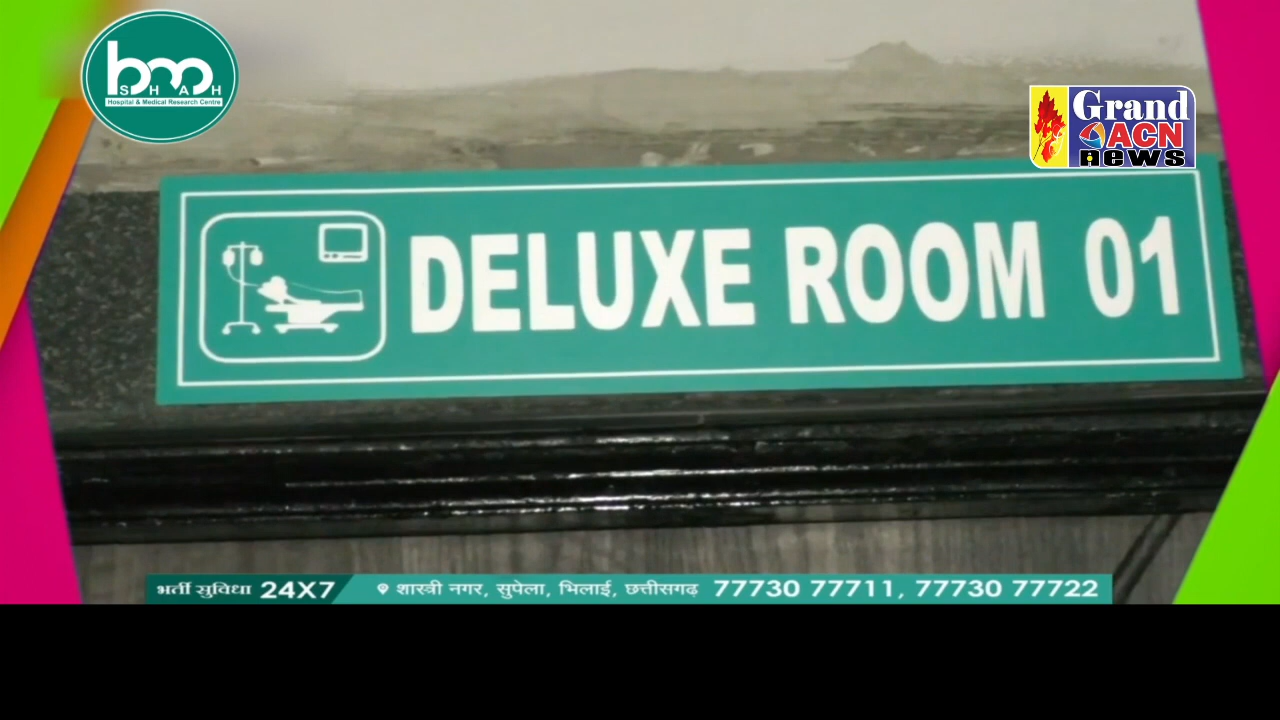 bmm
SHAH
Hospital & Medical Research Centre
Grand
ACN
news
DELUXE ROOM 01
भर्ती सुविधा 24X7
शास्त्री नगर, सुपेला, भिलाई, छत्तीसगढ़ 77730 77711, 77730 77722